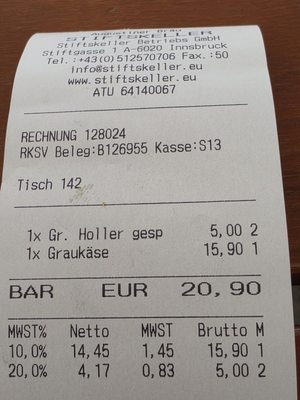 Augustiner Bräu
STIFTSKELLER
Stiftskeller Betriebs GmbH
Stiftgasse 1 A-6020 Innsbruck
Tel.:+43(0)512570706 Fax.:50
info@stiftskeller.eu
www.stiftskeller.eu
ATU 64140067
RECHNUNG 128024
RKSV Beleg:B126955 Kasse:S13
Tisch 142
1x Gr. Holler gesp 5,00 2
1x Graukäse 15,90 1
BAR EUR 20,90
MWST% Netto MWST Brutto M
10,0% 14,45 1,45 15,90 1
20,0% 4,17 0,83 5,00 2